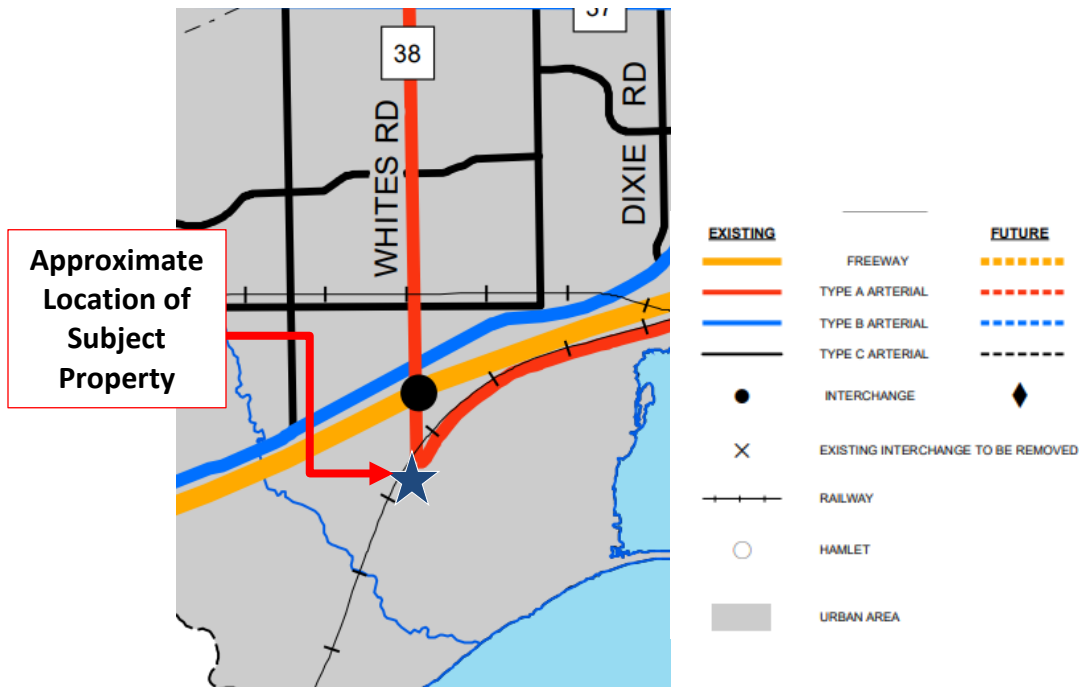 37
38
WHITES RD
DIXIE RD
Approximate
Location of
Subject
Property
EXISTING FUTURE
FREEWAY
TYPE A ARTERIAL
TYPE B ARTERIAL
TYPE C ARTERIAL
INTERCHANGE
EXISTING INTERCHANGE TO BE REMOVED
RAILWAY
HAMLET
URBAN AREA